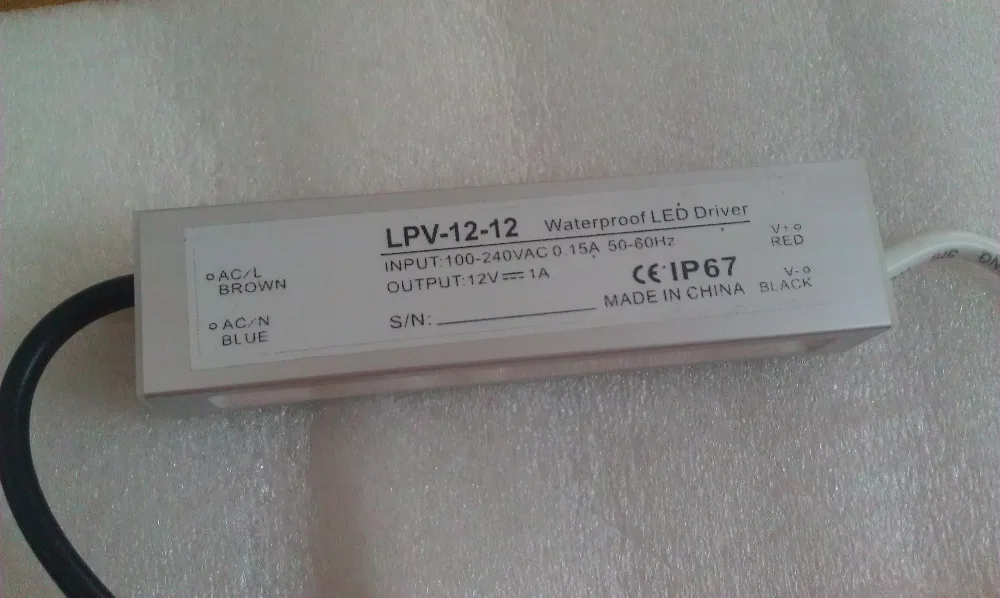 LPV-12-12 Waterproof LED Driver
INPUT:100-240VAC 0.15A 50-60Hz
OUTPUT:12V 1A
CE IP67
S/N:
MADE IN CHINA
AC/L
BROWN
AC/N
BLUE
V+
RED
V-
BLACK